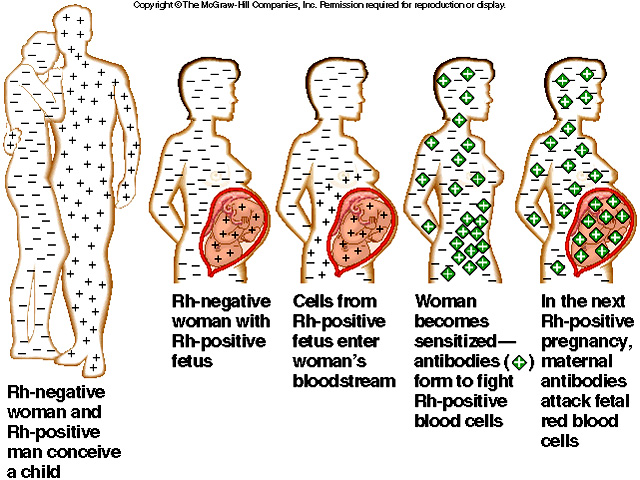 Copyright © The McGraw-Hill Companies, Inc. Permission required for reproduction or display.
Rh-negative
woman and
Rh-positive
man conceive
a child
Rh-negative
woman with
Rh-positive
fetus
Cells from
Rh-positive
fetus enter
woman's
bloodstream
Woman
becomes
sensitized—
antibodies ( )
form to fight
Rh-positive
blood cells
In the next
Rh-positive
pregnancy,
maternal
antibodies
attack fetal
red blood
cells